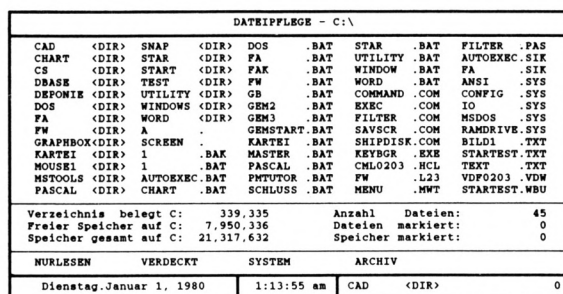 DATEIPFLEGE - C:\
CAD <DIR> SNAP <DIR> DOS .BAT STAR .BAT FILTER .PAS
CHART <DIR> STAR <DIR> FA .BAT UTILITY .BAT AUTOEXEC.SIK
CS <DIR> START <DIR> FAK .BAT WINDOW .BAT FA .SIK
DBASE <DIR> TEST <DIR> FW .BAT WORD .BAT ANSI .SYS
DEPONIE <DIR> UTILITY <DIR> GB .BAT COMMAND .COM CONFIG .SYS
DOS <DIR> WINDOWS <DIR> GEM2 .BAT EXEC .COM IO .SYS
FA <DIR> WORD <DIR> GEM3 .BAT FILTER .COM MSDOS .SYS
FW <DIR> A . GEMSTART.BAT SAVSCR .COM RAMDRIVE.SYS
GRAPHBOX<DIR> SCREEN . KARTEI .BAT SHIPDISK.COM BILD1 .TXT
KARTEI <DIR> 1 .BAK MASTER .BAT KEYBGR .EXE STARTEST.TXT
MOUSE1 <DIR> 1 .BAT PASCAL .BAT CML0203 .HCL TEXT .TXT
MSTOOLS <DIR> AUTOEXEC.BAT PMTUTOR .BAT FW .L23 VDF0203 .VDW
PASCAL <DIR> CHART .BAT SCHLUSS .BAT MENU .MWT STARTEST.WBU
Verzeichnis belegt C: 339,335 Anzahl Dateien: 45
Freier Speicher auf C: 7,950,336 Dateien markiert: 0
Speicher gesamt auf C: 21,317,632 Speicher markiert: 0
NURLESEN VERDECKT SYSTEM ARCHIV
Dienstag.Januar 1, 1980 1:13:55 am CAD <DIR> 0